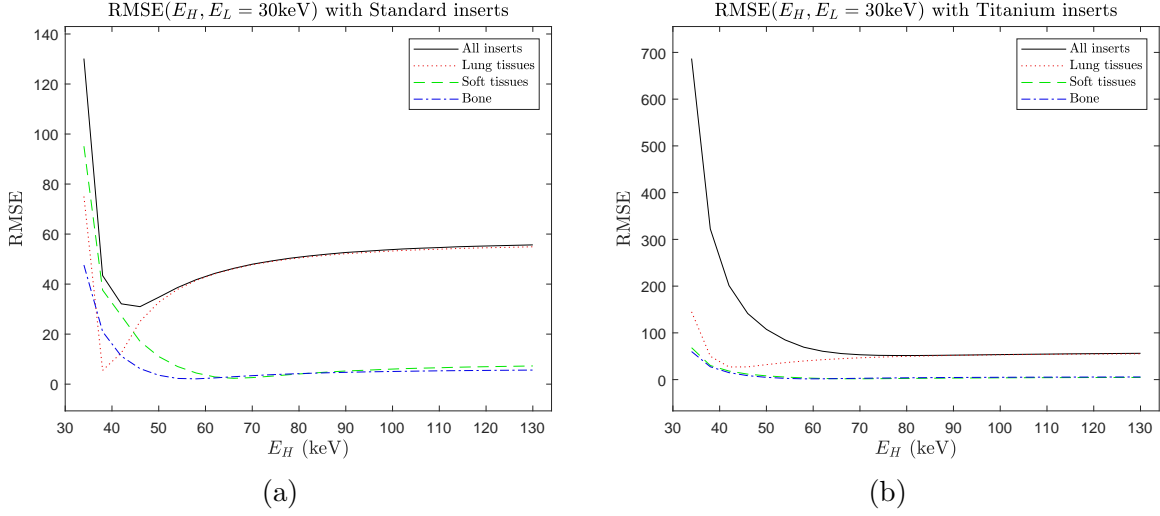 RMSE(E_H, E_L = 30keV) with Standard inserts
140
120
100
80
60
40
20
0
RMSE
All inserts
Lung tissues
Soft tissues
Bone
30 40 50 60 70 80 90 100 110 120 130
E_H (keV)
(a)
RMSE(E_H, E_L = 30keV) with Titanium inserts
700
600
500
400
300
200
100
0
RMSE
All inserts
Lung tissues
Soft tissues
Bone
30 40 50 60 70 80 90 100 110 120 130
E_H (keV)
(b)